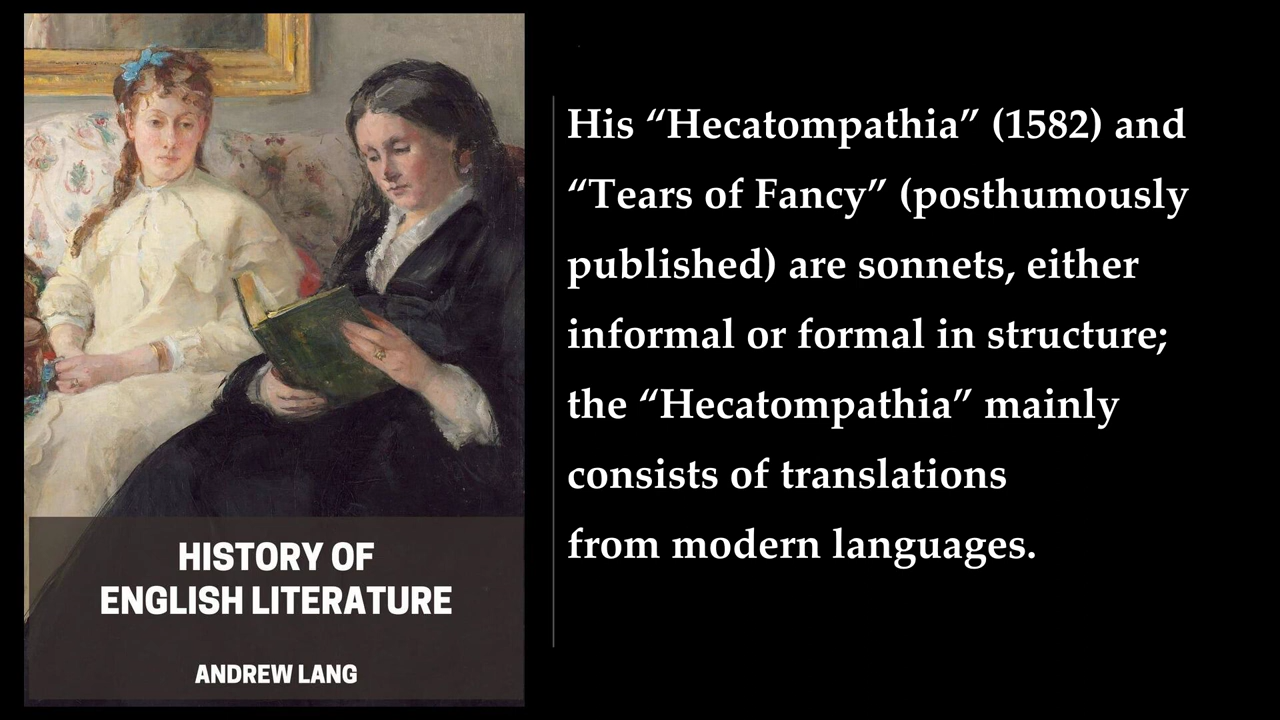 HISTORY OF
ENGLISH LITERATURE
ANDREW LANG
His “Hecatompathia” (1582) and
“Tears of Fancy” (posthumously
published) are sonnets, either
informal or formal in structure;
the “Hecatompathia” mainly
consists of translations
from modern languages.